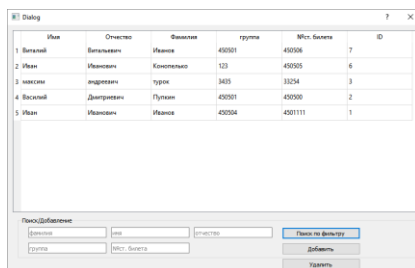 Dialog ? ×
Имя Отчество Фамилия группа №ст. билета ID
1 Виталий Витальевич Иванов 450501 450506 7
2 Иван Иванович Конопелько 123 450505 6
3 максим андреевич турок 3435 33254 3
4 Василий Дмитриевич Пупкин 450501 450500 2
5 Иван Иванович Иванов 450504 4501111 1
Поиск/Добавление
фамилия имя отчество Поиск по фильтру
группа №ст. билета Добавить
Удалить